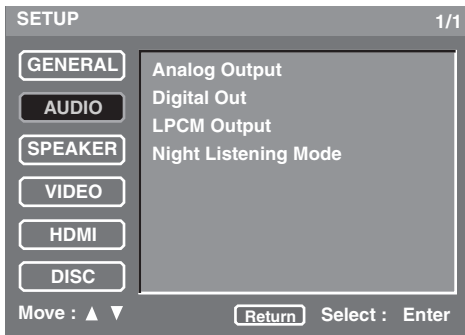 SETUP 1/1
GENERAL
AUDIO
SPEAKER
VIDEO
HDMI
DISC
Analog Output
Digital Out
LPCM Output
Night Listening Mode
Move : ▲ ▼ Return Select : Enter